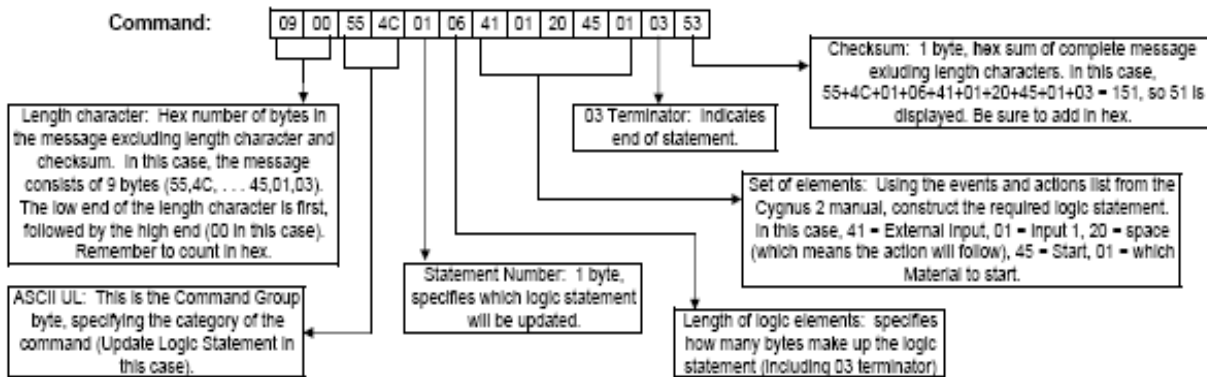 Command:
09 00 55 4C 01 06 41 01 20 45 01 03 53
Checksum: 1 byte, hex sum of complete message
exluding length characters. In this case,
55+4C+01+06+41+01+20+45+01+03 = 151, so 51 is
displayed. Be sure to add in hex.
Length character: Hex number of bytes in
the message excluding length character and
checksum. In this case, the message
consists of 9 bytes (55,4C, . . . 45,01,03).
The low end of the length character is first,
followed by the high end (00 in this case).
Remember to count in hex.
03 Terminator: Indicates
end of statement.
Set of elements: Using the events and actions list from the
Cygnus 2 manual, construct the required logic statement.
In this case, 41 = External Input, 01 = Input 1, 20 = space
(which means the action will follow), 45 = Start, 01 = which
Material to start.
Statement Number: 1 byte,
specifies which logic statement
will be updated.
ASCII UL: This is the Command Group
byte, specifying the category of the
command (Update Logic Statement in
this case).
Length of logic elements: specifies
how many bytes make up the logic
statement (including 03 terminator)